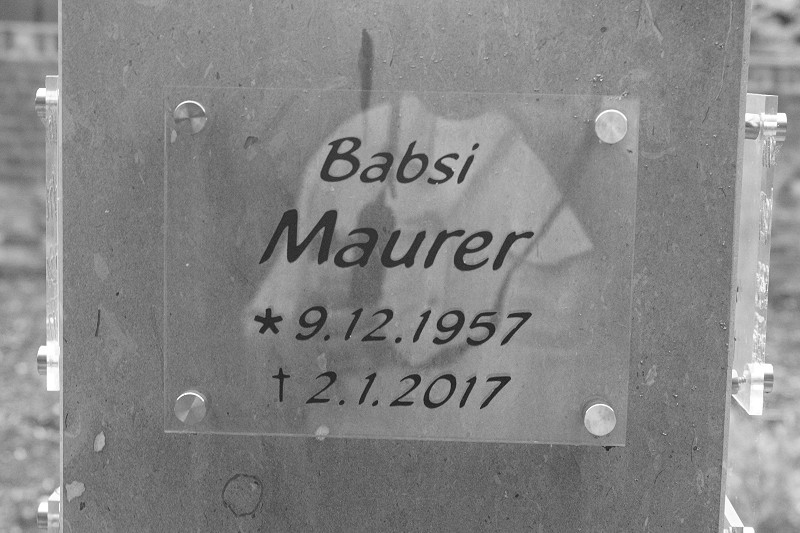 Babsi
Maurer
* 9.12.1957
† 2.1.2017